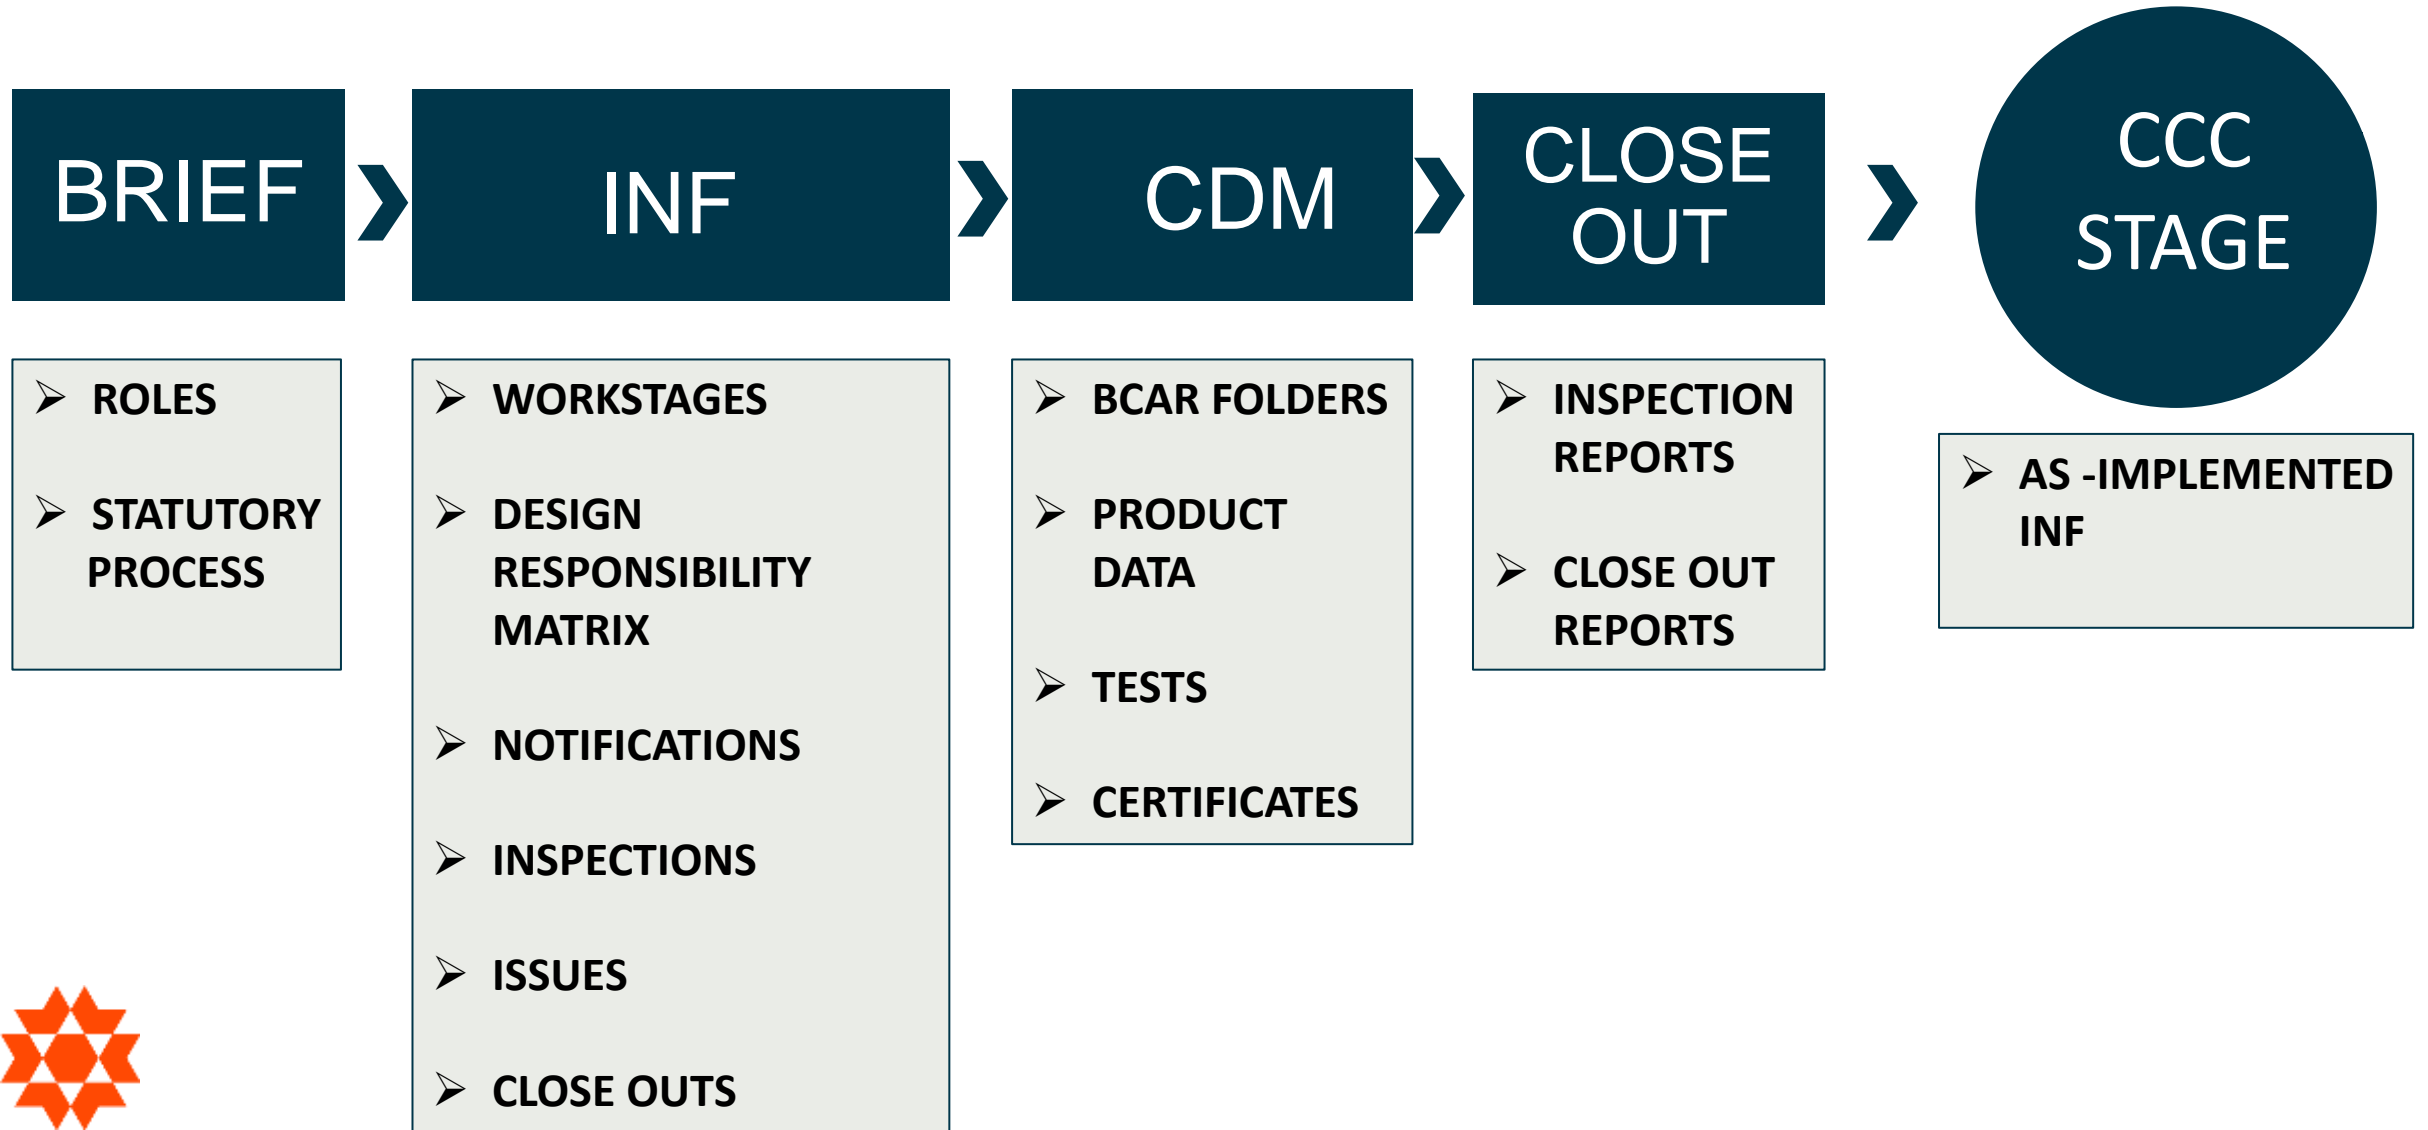 BRIEF
INF
CDM
CLOSE
OUT
CCC
STAGE
ROLES
STATUTORY
PROCESS
WORKSTAGES
DESIGN
RESPONSIBILITY
MATRIX
NOTIFICATIONS
INSPECTIONS
ISSUES
CLOSE OUTS
BCAR FOLDERS
PRODUCT
DATA
TESTS
CERTIFICATES
INSPECTION
REPORTS
CLOSE OUT
REPORTS
AS -IMPLEMENTED
INF